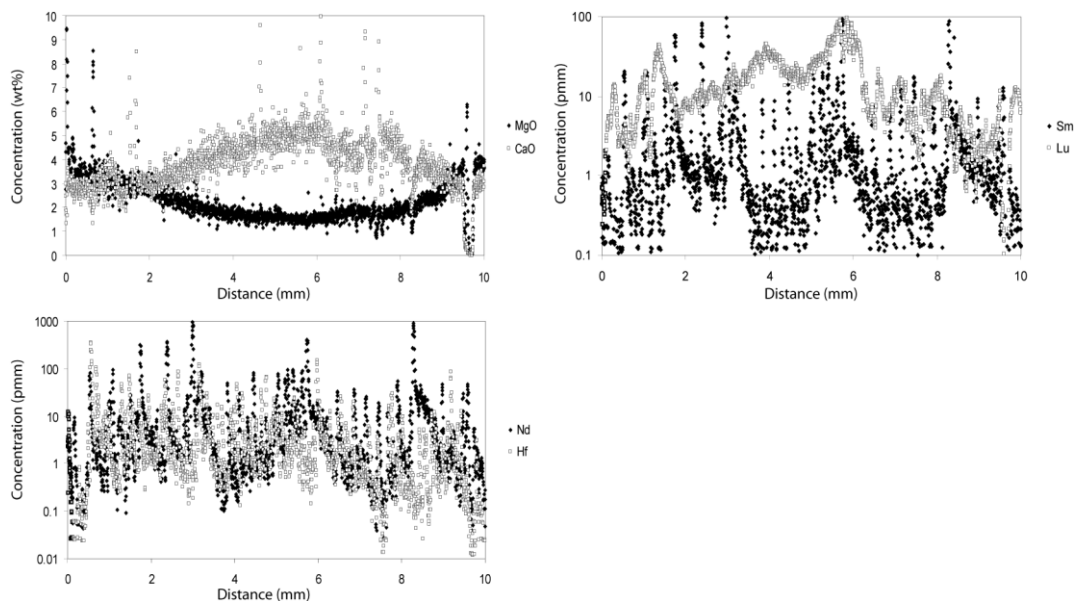 10
9
8
7
6
5
4
3
2
1
0
Concentration (wt%)
0 2 4 6 8 10
Distance (mm)
MgO
CaO
100
10
1
0.1
Concentration (pmm)
0 2 4 6 8 10
Distance (mm)
Sm
Lu
1000
100
10
1
0.1
0.01
Concentration (pmm)
0 2 4 6 8 10
Distance (mm)
Nd
Hf